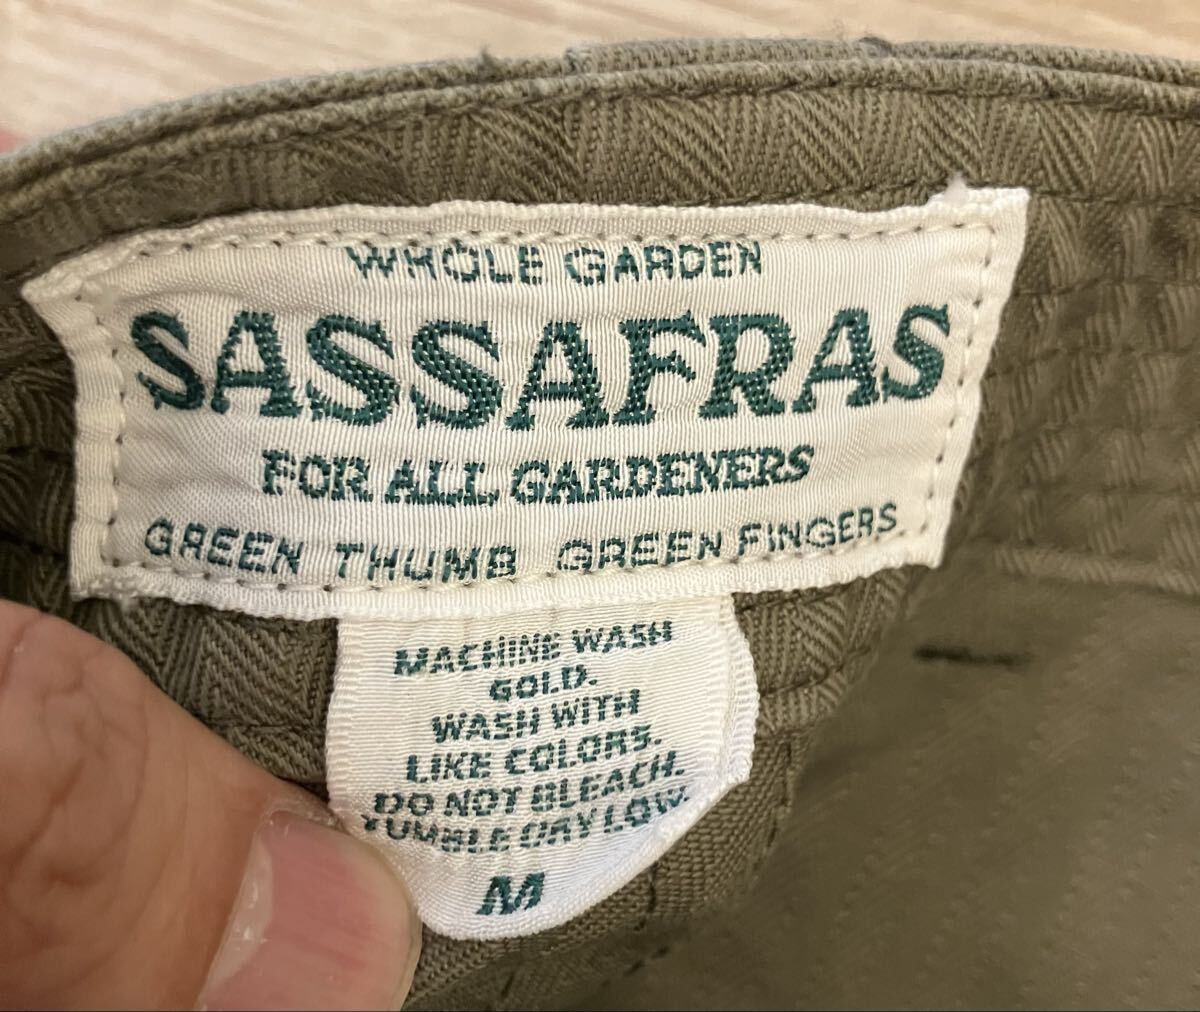 WHOLE GARDEN
SASSAFRAS
FOR ALL GARDENERS
GREEN THUMB GREEN FINGERS
MACHINE WASH
GOLD.
WASH WITH
LIKE COLORS.
DO NOT BLEACH.
TUMBLE DRY LOW.
M